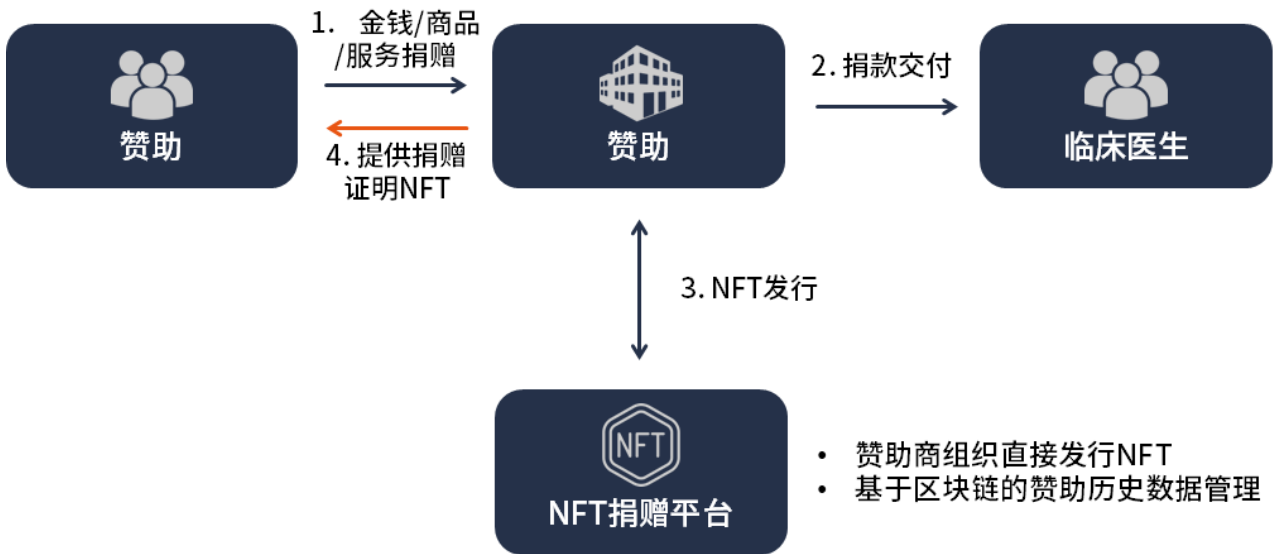 1. 金钱/商品
/服务捐赠
赞助
4. 提供捐赠
证明NFT
赞助
2. 捐款交付
临床医生
3. NFT发行
NFT
NFT捐赠平台
• 赞助商组织直接发行NFT
• 基于区块链的赞助历史数据管理